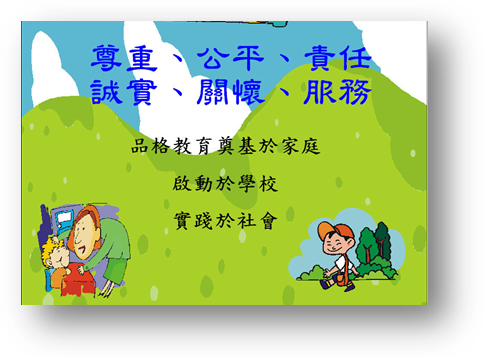 尊重、公平、責任
誠實、關懷、服務
品格教育奠基於家庭
啟動於學校
實踐於社會